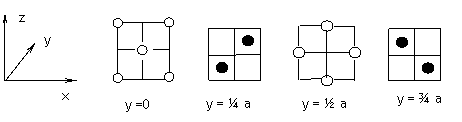 z
y
x
y =0
y = ¼ a
y = ½ a
y = ¾ a